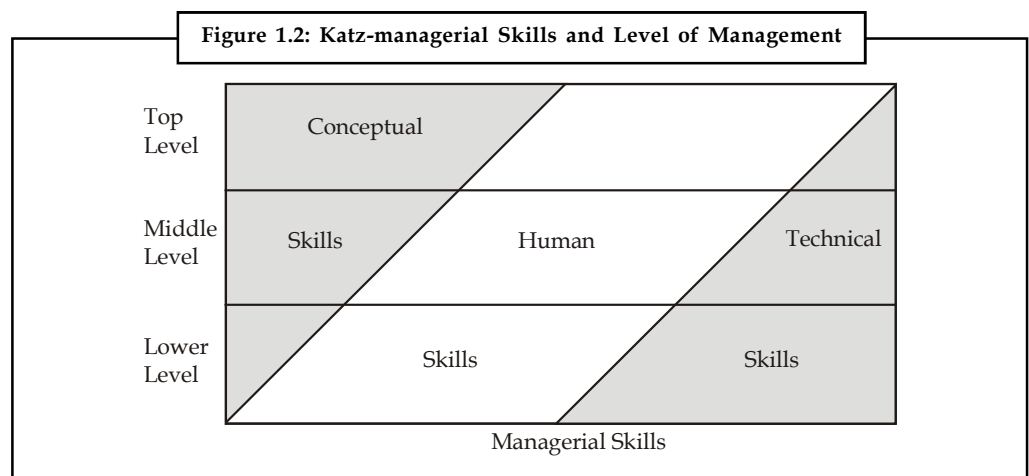 Figure 1.2: Katz-managerial Skills and Level of Management
Top
Level
Conceptual
Middle
Level
Skills
Human
Technical
Lower
Level
Skills
Skills
Managerial Skills